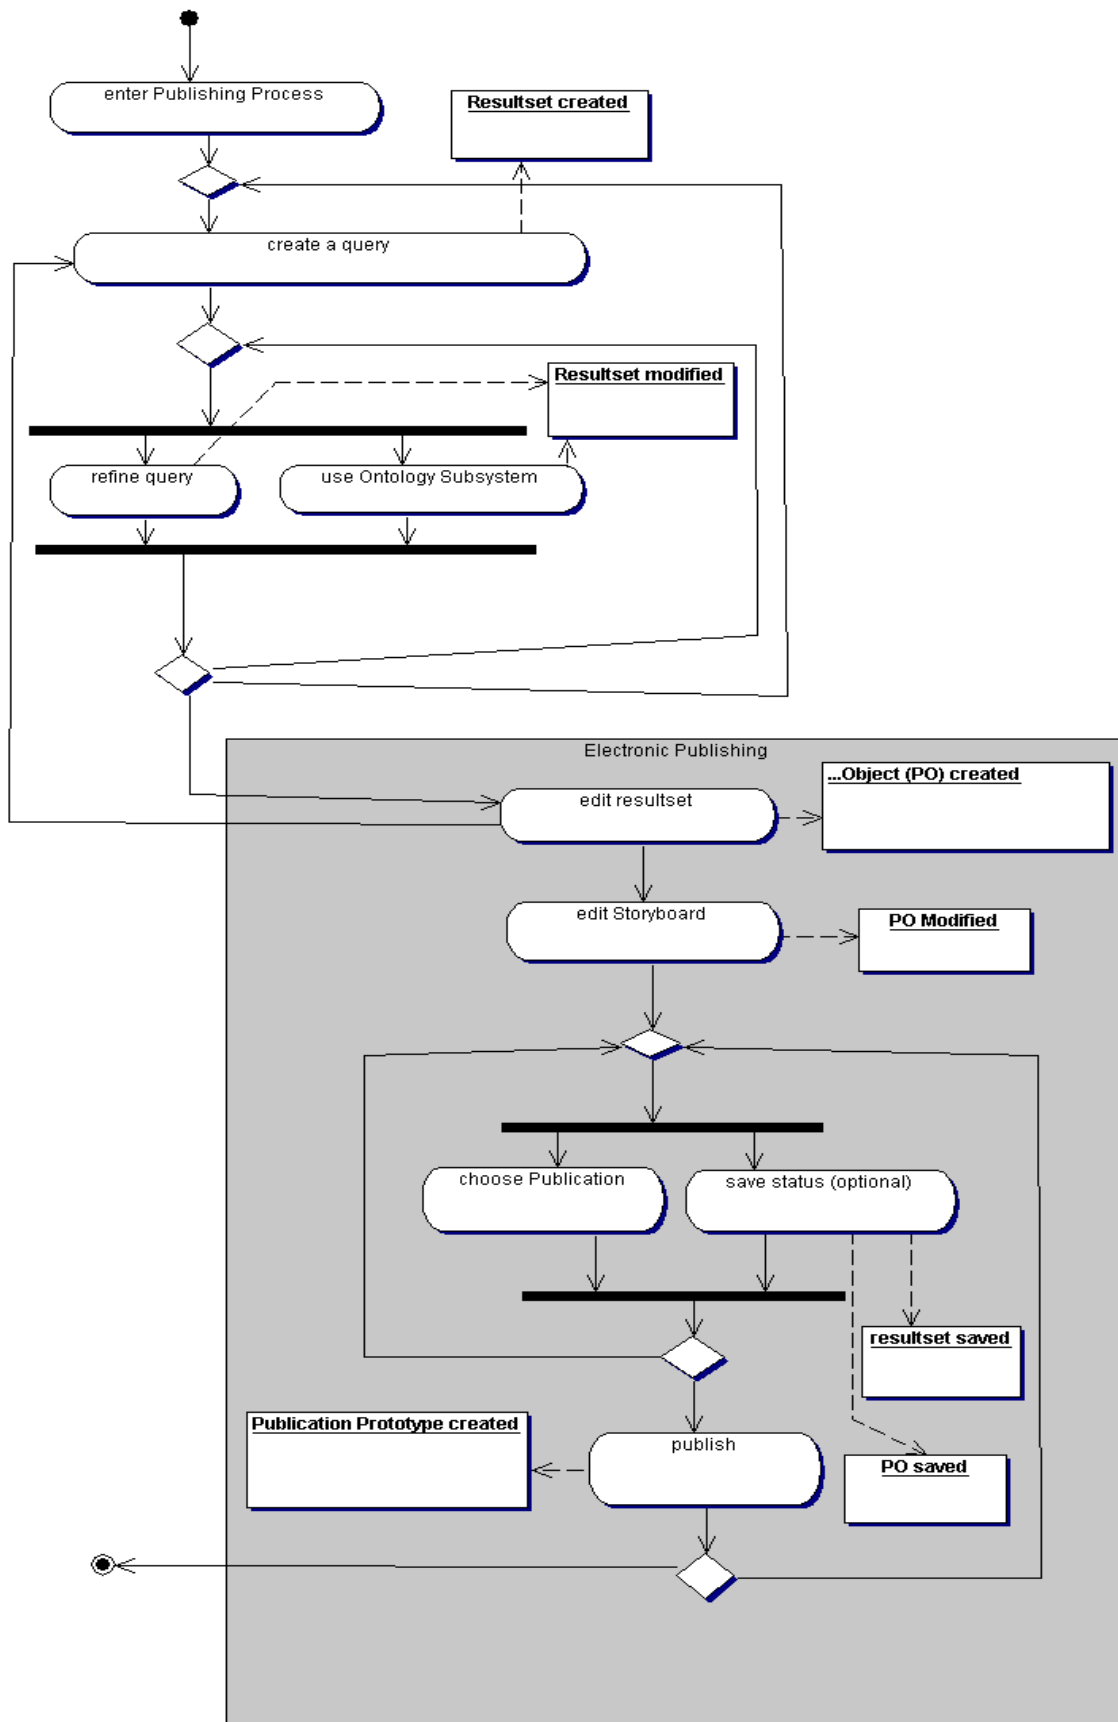 enter Publishing Process
Resultset created
create a query
Resultset modified
refine query
use Ontology Subsystem
Electronic Publishing
...Object (PO) created
edit resultset
edit Storyboard
PO Modified
choose Publication
save status (optional)
resultset saved
Publication Prototype created
publish
PO saved